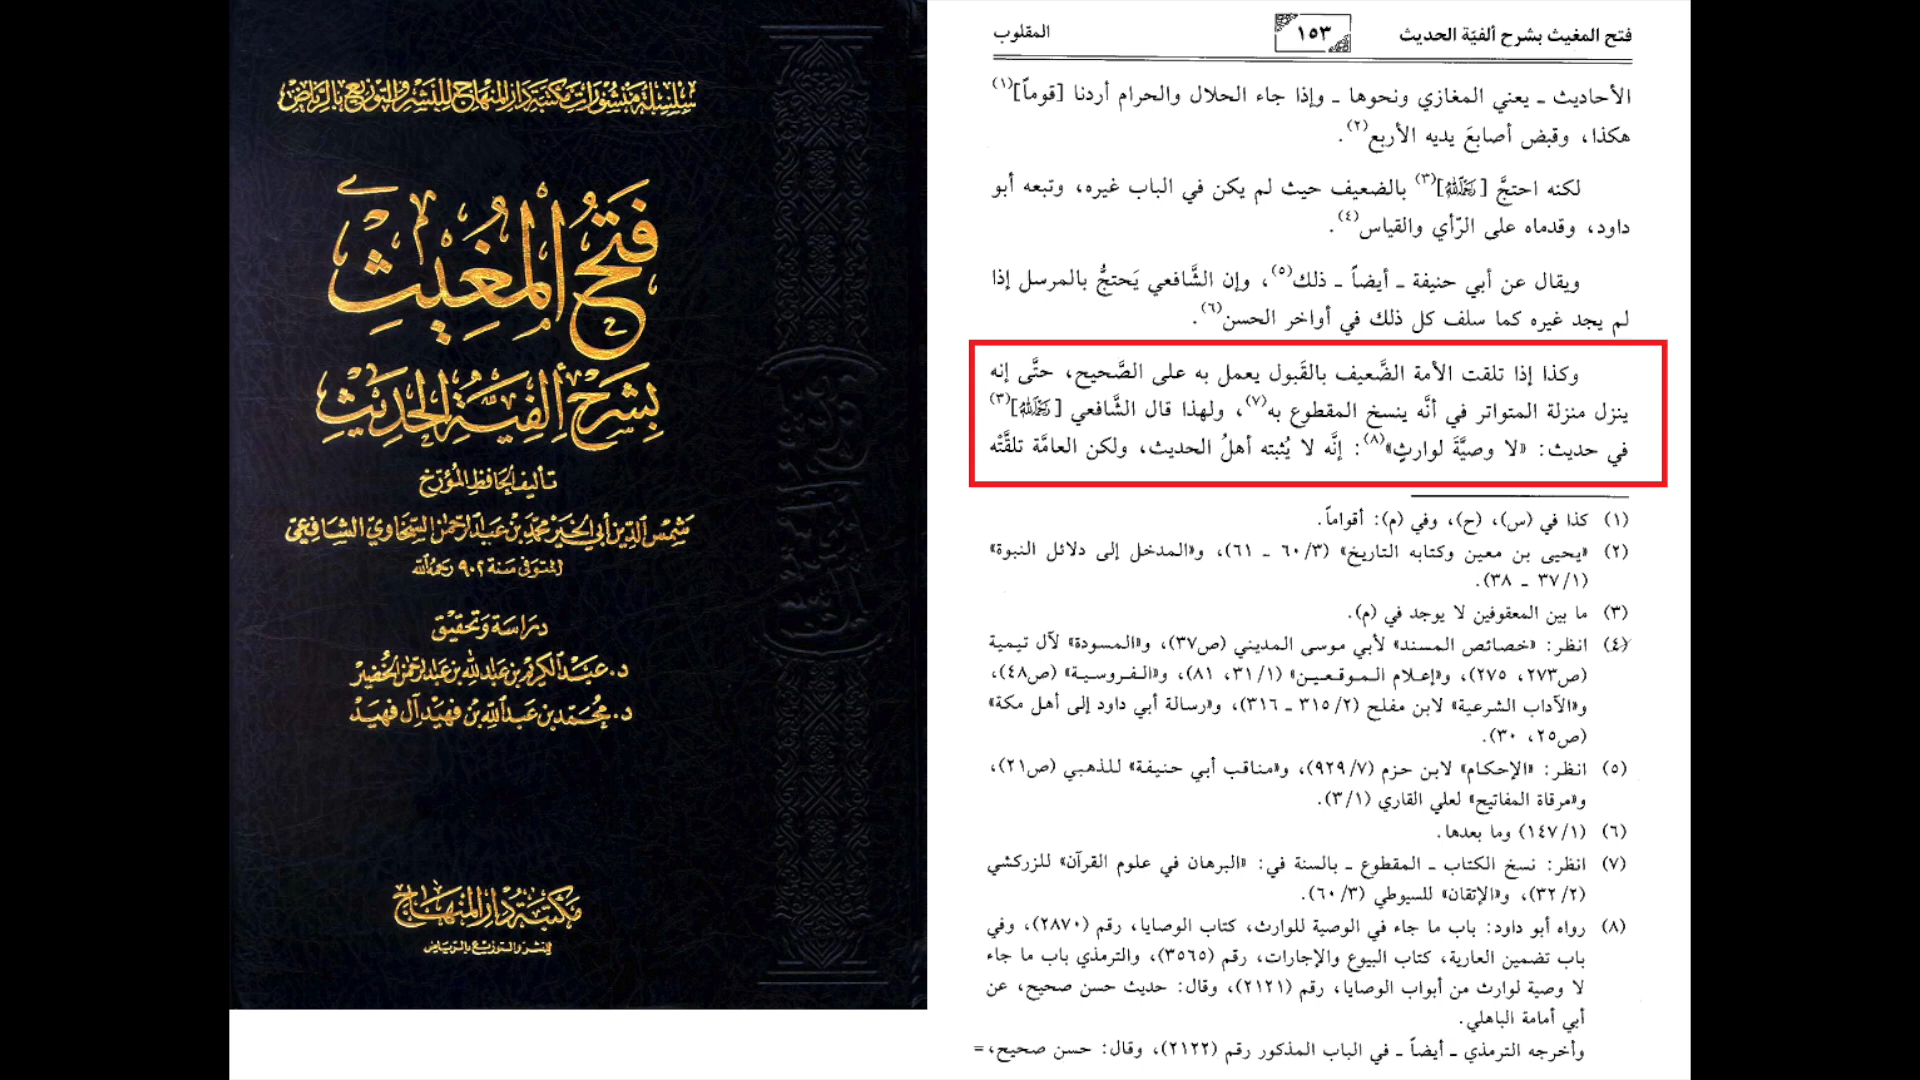 سلسلة منشورات مكتبة دار المنهاج للنشر والتوزيع بالرياض
فتح المغيث
بشرح ألفية الحديث
تأليف الحافظ المؤرخ
شمس الدين أبي الخير محمد بن عبد الرحمن السخاوي الشافعي
المتوفى سنة ٩٠٢ رحمه الله
دراسة وتحقيق
د. عبد الكريم بن عبد الله بن عبد الرحمن الخضير
د. محمد بن عبد الله بن فهيد آل فهيد
مكتبة دار المنهاج
للنشر والتوزيع بالرياض
فتح المغيث بشرح ألفيّة الحديث ١٥٣ المقلوب
الأحاديث ـ يعني المغازي ونحوها ـ وإذا جاء الحلال والحرام أردنا [قوماً](١)
هكذا، وقبض أصابعَ يديه الأربع(٢).
لكنه احتجَّ [رَحِمَهُ اللهُ](٣) بالضعيف حيث لم يكن في الباب غيره، وتبعه أبو
داود، وقدماه على الرّأي والقياس(٤).
ويقال عن أبي حنيفة ـ أيضاً ـ ذلك(٥)، وإن الشَّافعي يَحتجُّ بالمرسل إذا
لم يجد غيره كما سلف كل ذلك في أواخر الحسن(٦).
وكذا إذا تلقت الأمة الضَّعيف بالقَبول يعمل به على الصَّحيح، حتَّى إنه
ينزل منزلة المتواتر في أنَّه ينسخ المقطوع به(٧)، ولهذا قال الشَّافعي [رَحِمَهُ اللهُ](٣)
في حديث: «لا وصيَّةَ لوارثٍ»(٨): إنَّه لا يُثبته أهلُ الحديث، ولكن العامَّة تلقَّتْه
(١) كذا في (س)، (ح)، وفي (م): أقواماً.
(٢) «يحيى بن معين وكتابه التاريخ» (٦٠/٣ ـ ٦١)، و«المدخل إلى دلائل النبوة»
(٣٧/١ ـ ٣٨).
(٣) ما بين المعقوفين لا يوجد في (م).
(٤) انظر: «خصائص المسند» لأبي موسى المديني (ص٣٧)، و«المسودة» لآل تيمية
(ص٢٧٣، ٢٧٥)، و«إعلام الموقعين» (٣١/١، ٨١)، و«الفروسية» (ص٤٨)،
و«الآداب الشرعية» لابن مفلح (٣١٥/٢ ـ ٣١٦)، و«رسالة أبي داود إلى أهل مكة»
(ص٢٥، ٣٠).
(٥) انظر: «الإحكام» لابن حزم (٩٢٩/٧)، و«مناقب أبي حنيفة» للذهبي (ص٢١)،
و«مرقاة المفاتيح» لعلي القاري (٣/١).
(٦) (١٤٧/١) وما بعدها.
(٧) انظر: نسخ الكتاب ـ المقطوع ـ بالسنة في: «البرهان في علوم القرآن» للزركشي
(٣٢/٢)، و«الإتقان» للسيوطي (٦٠/٣).
(٨) رواه أبو داود: باب ما جاء في الوصية للوارث، كتاب الوصايا، رقم (٢٨٧٠)، وفي
باب تضمين العارية، كتاب البيوع والإجارات، رقم (٣٥٦٥)، والترمذي باب ما جاء
لا وصية لوارث من أبواب الوصايا، رقم (٢١٢١)، وقال: حديث حسن صحيح، عن
أبي أمامة الباهلي.
وأخرجه الترمذي ـ أيضاً ـ في الباب المذكور رقم (٢١٢٢)، وقال: حسن صحيح، =